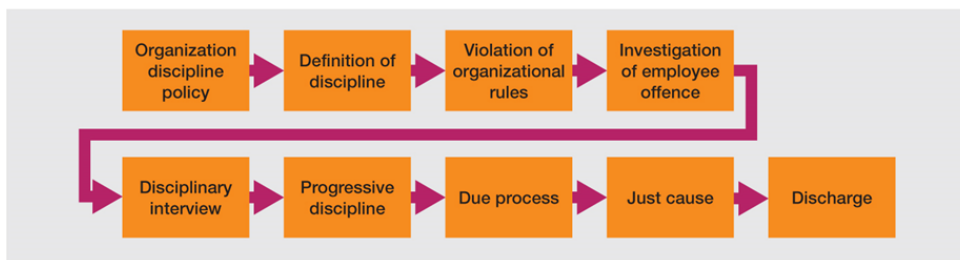 Organization
discipline
policy
Definition of
discipline
Violation of
organizational
rules
Investigation
of employee
offence
Disciplinary
interview
Progressive
discipline
Due process
Just cause
Discharge